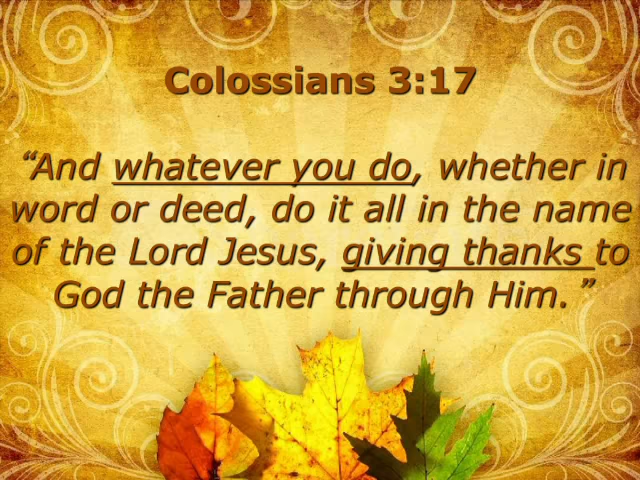 Colossians 3:17
“And whatever you do, whether in
word or deed, do it all in the name
of the Lord Jesus, giving thanks to
God the Father through Him.”